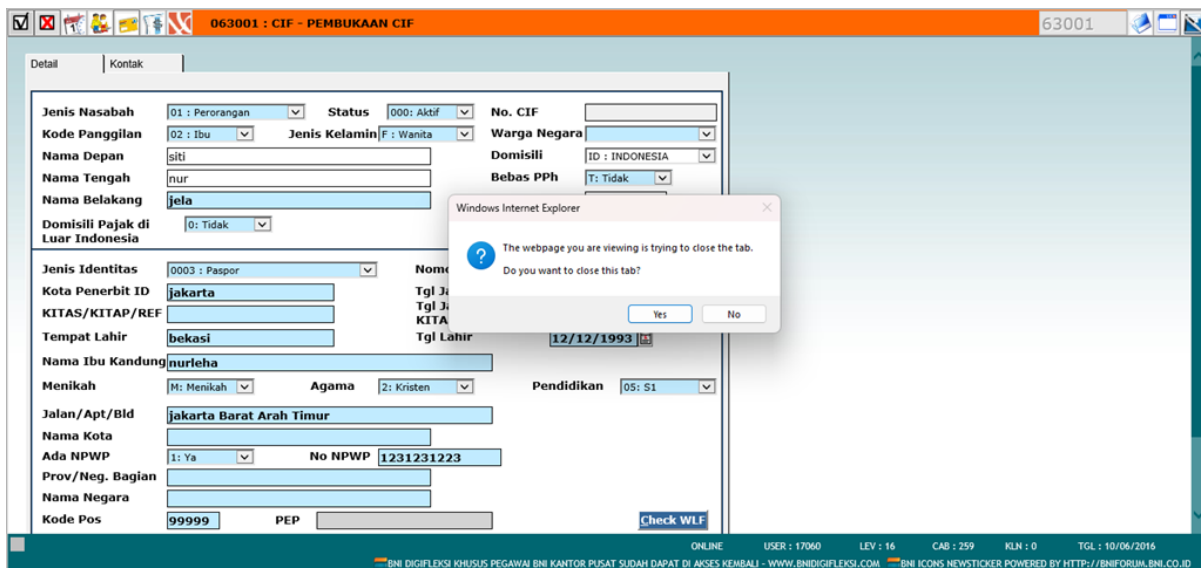 063001 : CIF - PEMBUKAAN CIF 63001
Detail Kontak
Jenis Nasabah 01 : Perorangan Status 000: Aktif No. CIF
Kode Panggilan 02 : Ibu Jenis Kelamin F : Wanita Warga Negara
Nama Depan siti Domisili ID : INDONESIA
Nama Tengah nur Bebas PPh T: Tidak
Nama Belakang jela
Domisili Pajak di Luar Indonesia 0: Tidak
Windows Internet Explorer
The webpage you are viewing is trying to close the tab.
Do you want to close this tab?
Yes No
Jenis Identitas 0003 : Paspor
Kota Penerbit ID jakarta Tgl
KITAS/KITAP/REF Tgl
Tempat Lahir bekasi Tgl Lahir 12/12/1993
Nama Ibu Kandung nurleha
Menikah M: Menikah Agama 2: Kristen Pendidikan 05: S1
Jalan/Apt/Bld jakarta Barat Arah Timur
Nama Kota
Ada NPWP 1: Ya No NPWP 1231231223
Prov/Neg. Bagian
Nama Negara
Kode Pos 99999 PEP Check WLF
ONLINE USER : 17060 LEV : 16 CAB : 259 KLN : 0 TGL : 10/06/2016
BNI DIGIFLEKSI KHUSUS PEGAWAI BNI KANTOR PUSAT SUDAH DAPAT DI AKSES KEMBALI - WWW.BNIDIGIFLEKSI.COM BNI ICONS NEWSTICKER POWERED BY HTTP://BNIFORUM.BNI.CO.ID